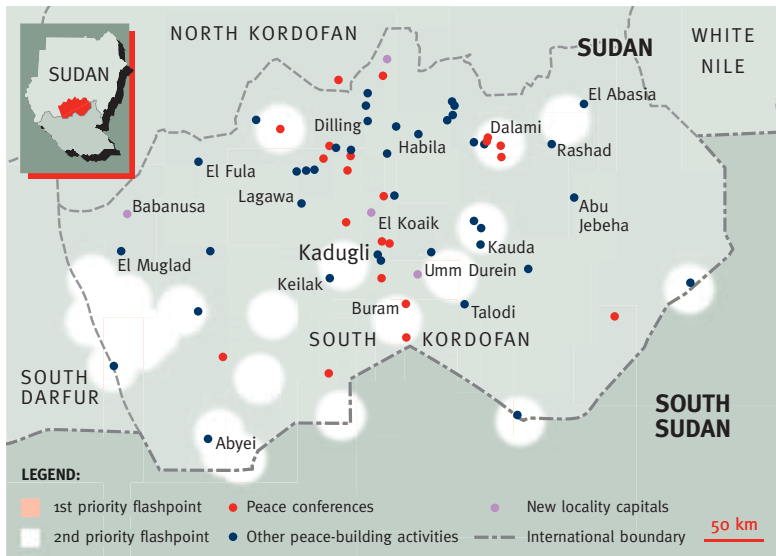 NORTH KORDOFAN
SUDAN
WHITE
NILE
SUDAN
El Abasia
Dilling
Dalami
Habila
Rashad
El Fula
Lagawa
Babanusa
Abu
Jebeha
El Koaik
Kadugli
Kauda
El Muglad
Umm Durein
Keilak
Buram
Talodi
SOUTH KORDOFAN
SOUTH
DARFUR
SOUTH
SUDAN
Abyei
LEGEND:
1st priority flashpoint
Peace conferences
New locality capitals
2nd priority flashpoint
Other peace-building activities
International boundary
50 km